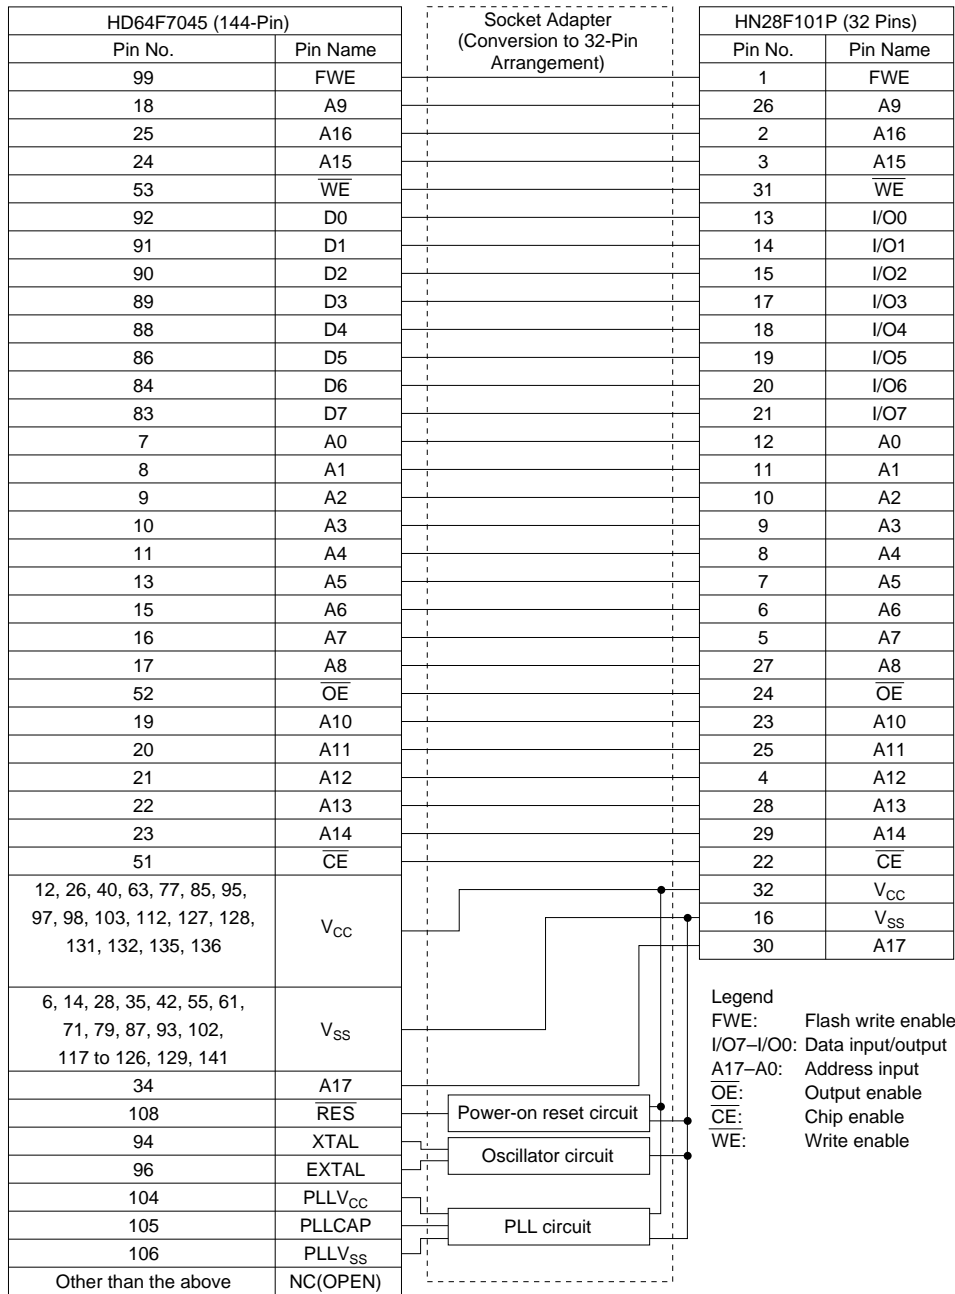 HD64F7045 (144-Pin)
Pin No. Pin Name
99 FWE
18 A9
25 A16
24 A15
53 W̅E̅
92 D0
91 D1
90 D2
89 D3
88 D4
86 D5
84 D6
83 D7
7 A0
8 A1
9 A2
10 A3
11 A4
13 A5
15 A6
16 A7
17 A8
52 O̅E̅
19 A10
20 A11
21 A12
22 A13
23 A14
51 C̅E̅
12, 26, 40, 63, 77, 85, 95,
97, 98, 103, 112, 127, 128,
131, 132, 135, 136
VCC
6, 14, 28, 35, 42, 55, 61,
71, 79, 87, 93, 102,
117 to 126, 129, 141
VSS
34 A17
108 R̅E̅S̅
94 XTAL
96 EXTAL
104 PLLVCC
105 PLLCAP
106 PLLVSS
Other than the above NC(OPEN)
Socket Adapter
(Conversion to 32-Pin
Arrangement)
Power-on reset circuit
Oscillator circuit
PLL circuit
HN28F101P (32 Pins)
Pin No. Pin Name
1 FWE
26 A9
2 A16
3 A15
31 W̅E̅
13 I/O0
14 I/O1
15 I/O2
17 I/O3
18 I/O4
19 I/O5
20 I/O6
21 I/O7
12 A0
11 A1
10 A2
9 A3
8 A4
7 A5
6 A6
5 A7
27 A8
24 O̅E̅
23 A10
25 A11
4 A12
28 A13
29 A14
22 C̅E̅
32 VCC
16 VSS
30 A17
Legend
FWE: Flash write enable
I/O7–I/O0: Data input/output
A17–A0: Address input
O̅E̅: Output enable
C̅E̅: Chip enable
W̅E̅: Write enable